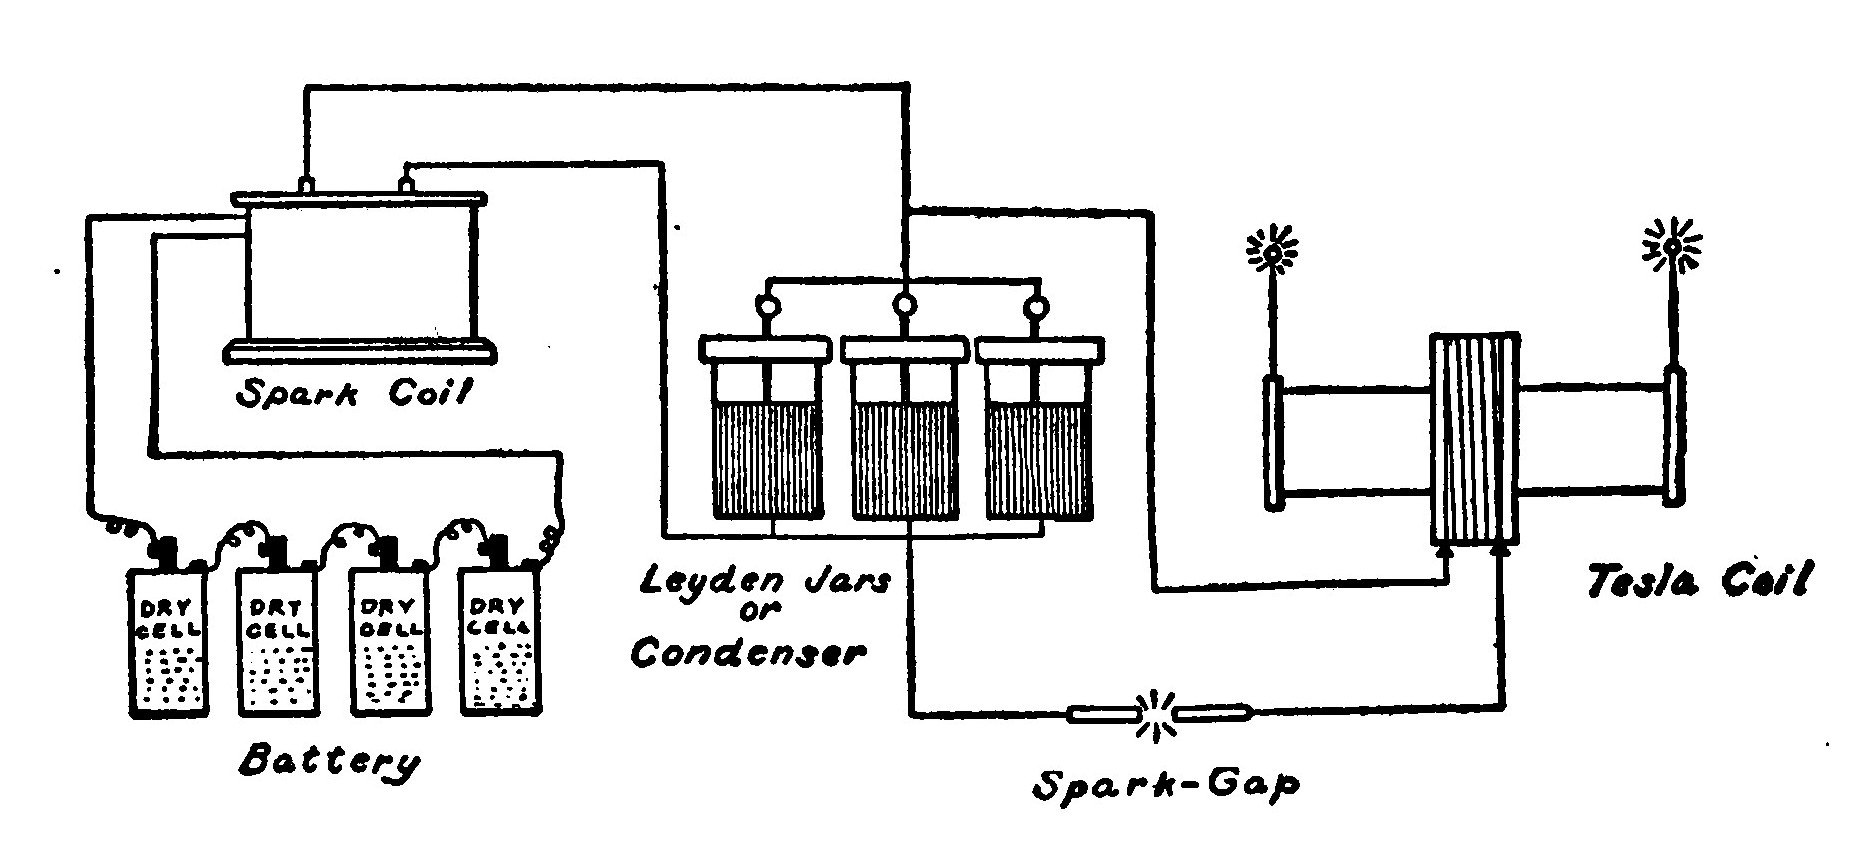 Spark Coil
DRY
CELL
DRY
CELL
DRY
CELL
DRY
CELL
Battery
Leyden Jars
or
Condenser
Spark-Gap
Tesla Coil